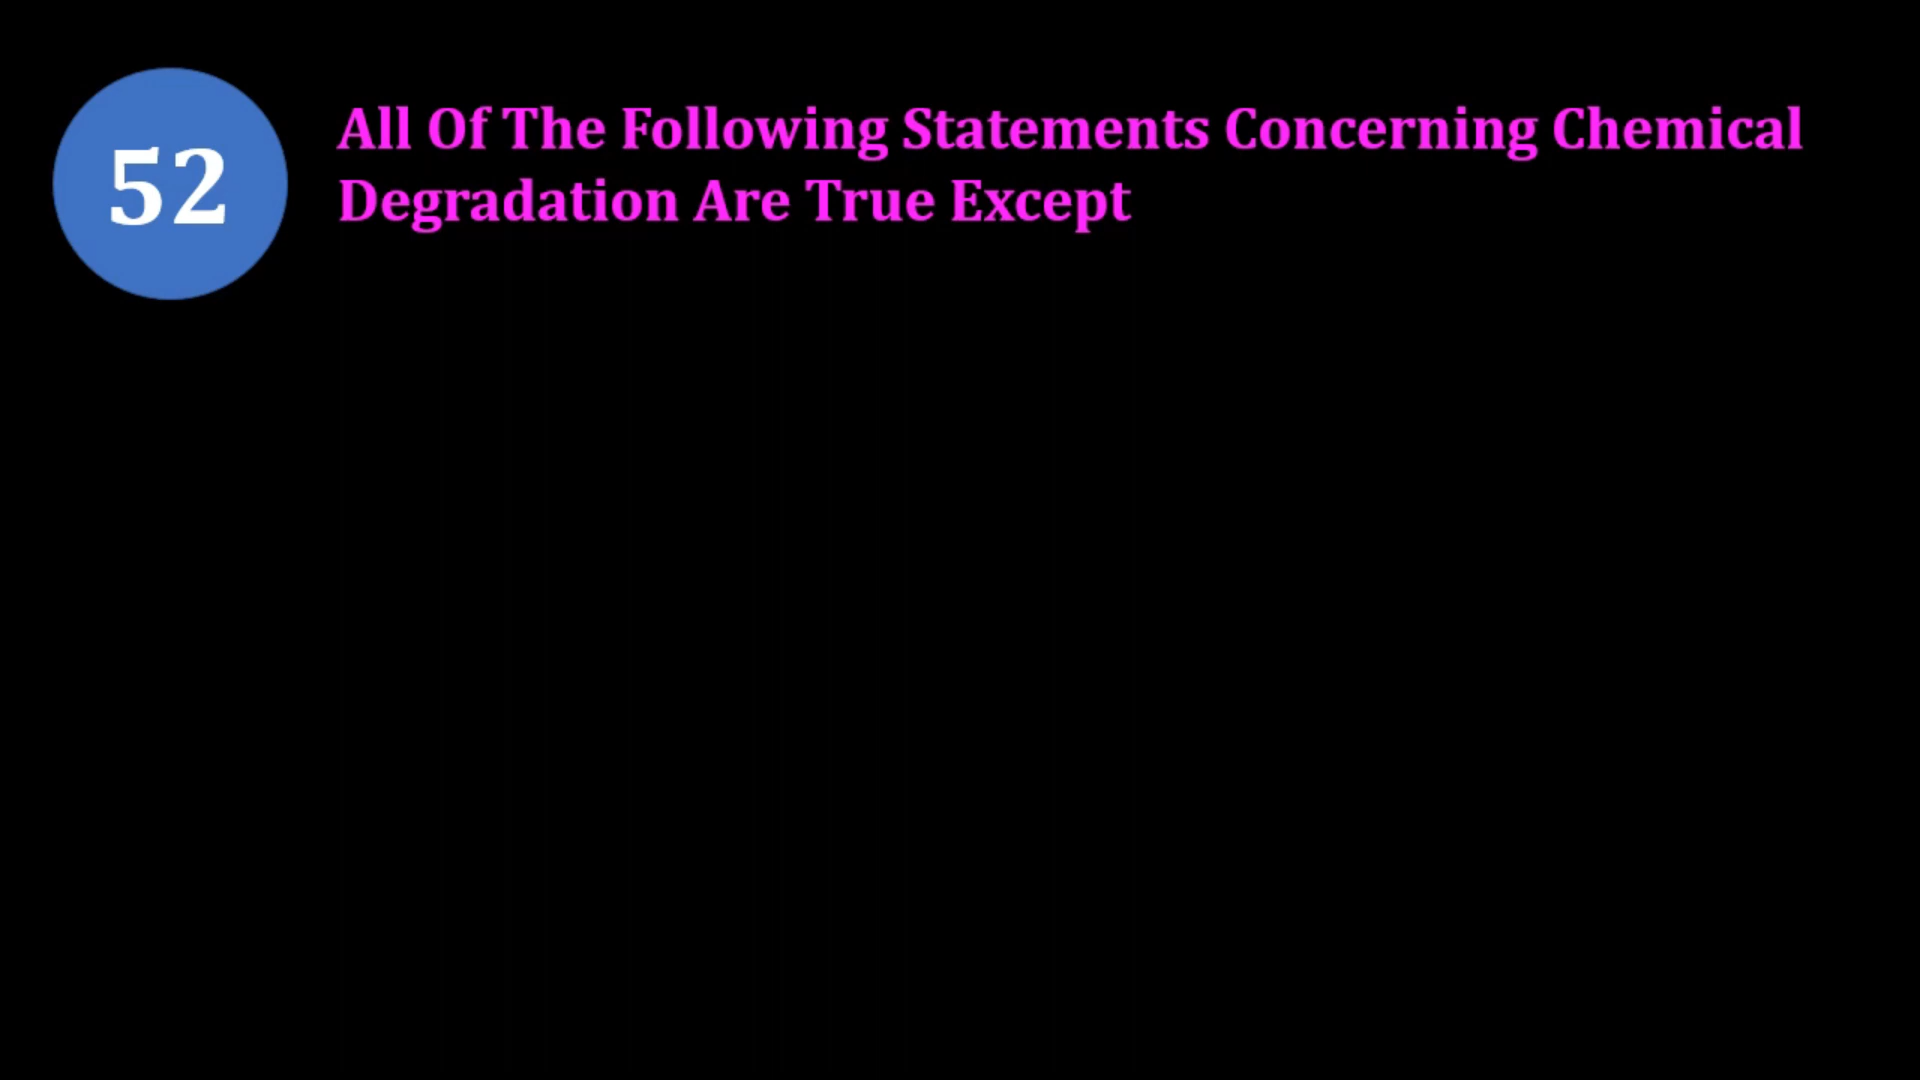 52
All Of The Following Statements Concerning Chemical
Degradation Are True Except